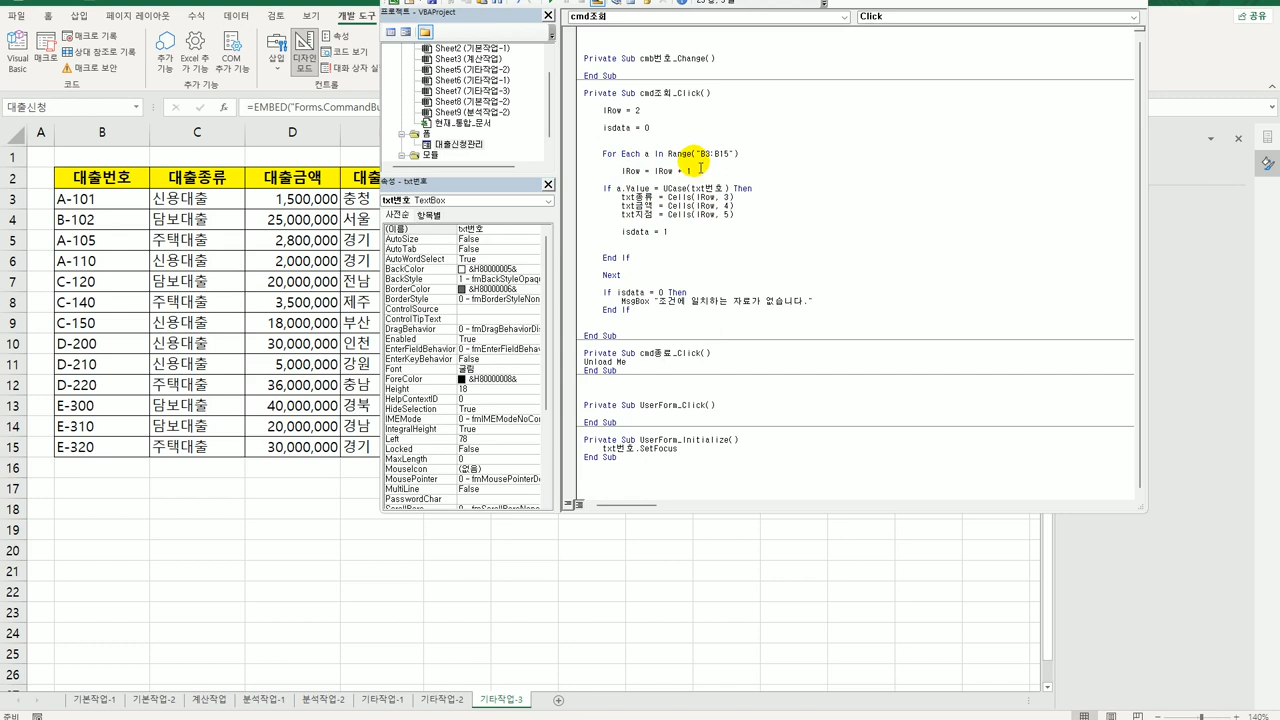 파일 홈 삽입 페이지 레이아웃 수식 데이터 개발 도구
공유
Visual Basic
매크로
매크로 기록
상대 참조로 기록
매크로 보안
추가 기능
Excel 추가 기능
COM 추가 기능
삽입
디자인 모드
속성
코드 보기
대화 상자 실
추가 기능
컨트롤
대출신청
=EMBED("Forms.CommandBu
A B C D
1
2 대출번호 대출종류 대출금액
3 A-101 신용대출 1,500,000 충청
4 B-102 담보대출 25,000,000 서울
5 A-105 주택대출 2,800,000 경기
6 A-110 신용대출 2,000,000 경기
7 C-120 담보대출 20,000,000 전남
8 C-140 주택대출 3,500,000 제주
9 C-150 신용대출 18,000,000 부산
10 D-200 신용대출 30,000,000 인천
11 D-210 신용대출 5,000,000 강원
12 D-220 주택대출 36,000,000 충남
13 E-300 담보대출 40,000,000 경북
14 E-310 담보대출 20,000,000 경남
15 E-320 주택대출 30,000,000 경기
16
17
18
19
20
21
22
23
24
25
26
프로젝트 - VBAProject
Sheet2 (기본작업-1)
Sheet3 (계산작업)
Sheet5 (기타작업-2)
Sheet6 (기타작업-1)
Sheet7 (기타작업-3)
Sheet8 (기본작업-2)
Sheet9 (분석작업-2)
현재_통합_문서
폼
대출신청관리
모듈
속성 - txt번호
txt번호 TextBox
사전순 항목별
(이름) txt번호
AutoSize False
AutoTab False
AutoWordSelect True
BackColor &H80000005&
BackStyle 1 - fmBackStyleOpaq
BorderColor &H80000006&
BorderStyle 0 - fmBorderStyleNon
ControlSource
ControlTipText
DragBehavior 0 - fmDragBehaviorDis
Enabled True
EnterFieldBehavior 0 - fmEnterFieldBehav
EnterKeyBehavior False
Font 굴림
ForeColor &H80000008&
Height 18
HelpContextID 0
HideSelection True
IMEMode 0 - fmIMEModeNoCon
IntegralHeight True
Left 78
Locked False
MaxLength 0
MouseIcon (없음)
MousePointer 0 - fmMousePointerDe
MultiLine False
PasswordChar
cmd조회 Click
Private Sub cmb번호_Change()
End Sub
Private Sub cmd조회_Click()
IRow = 2
isdata = 0
For Each a In Range("B3:B15")
IRow = IRow + 1
If a.Value = UCase(txt번호) Then
txt종류 = Cells(IRow, 3)
txt금액 = Cells(IRow, 4)
txt지점 = Cells(IRow, 5)
isdata = 1
End If
Next
If isdata = 0 Then
MsgBox "조건에 일치하는 자료가 없습니다."
End If
End Sub
Private Sub cmd종료_Click()
Unload Me
End Sub
Private Sub UserForm_Click()
End Sub
Private Sub UserForm_Initialize()
txt번호.SetFocus
End Sub
기본작업-1 기본작업-2 계산작업 분석작업-1 분석작업-2 기타작업-1 기타작업-2 기타작업-3
준비
140%